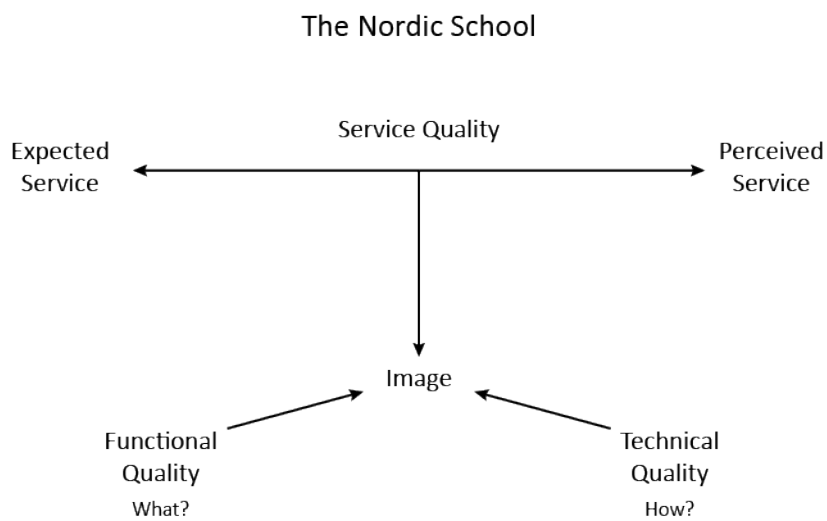 The Nordic School
Service Quality
Expected
Service
Perceived
Service
Image
Functional
Quality
What?
Technical
Quality
How?